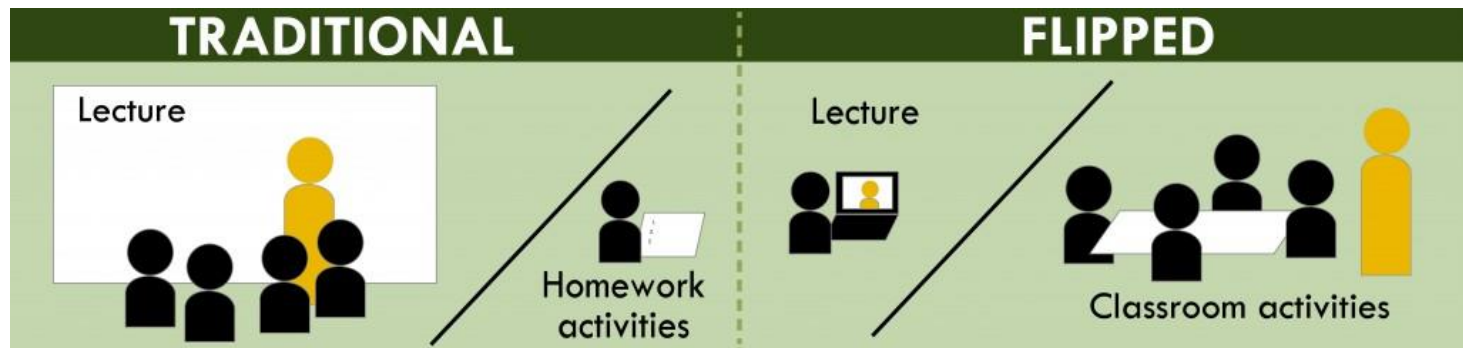 TRADITIONAL
Lecture
Homework
activities
FLIPPED
Lecture
Classroom activities